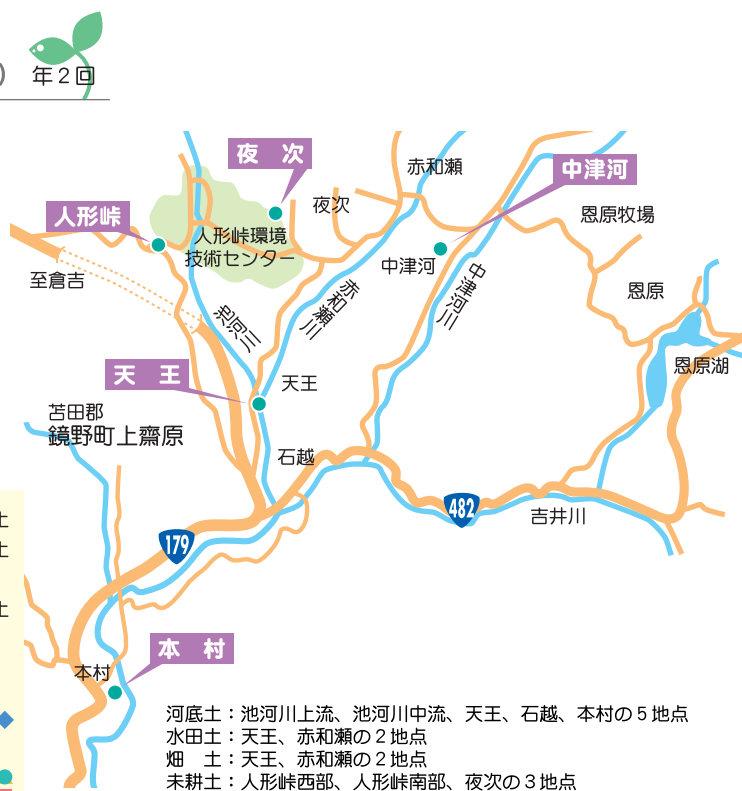 ) 年２回
夜　次
赤和瀬
中津河
夜次
人形峠
恩原牧場
人形峠環境
技術センター
中津河
至倉吉
池河川
赤和瀬川
中津河川
恩原
恩原湖
天　王
天王
苫田郡
鏡野町上齋原
石越
482
吉井川
土
土
179
土
本　村
本村
河底土：池河川上流、池河川中流、天王、石越、本村の５地点
水田土：天王、赤和瀬の２地点
畑　土：天王、赤和瀬の２地点
未耕土：人形峠西部、人形峠南部、夜次の３地点